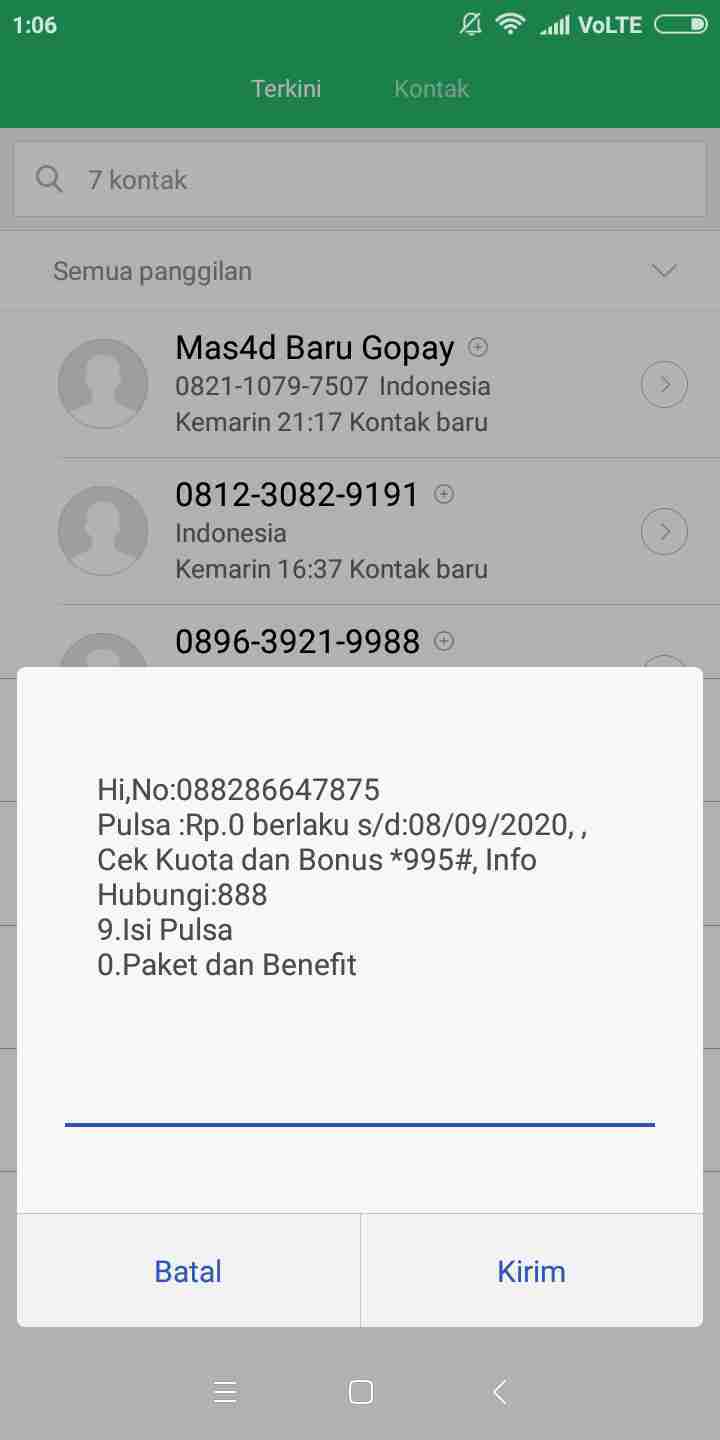 1:06 VoLTE
Terkini Kontak
7 kontak
Semua panggilan
Mas4d Baru Gopay
0821-1079-7507 Indonesia
Kemarin 21:17 Kontak baru
0812-3082-9191
Indonesia
Kemarin 16:37 Kontak baru
0896-3921-9988
Hi,No:088286647875
Pulsa :Rp.0 berlaku s/d:08/09/2020, ,
Cek Kuota dan Bonus *995#, Info
Hubungi:888
9.Isi Pulsa
0.Paket dan Benefit
Batal Kirim